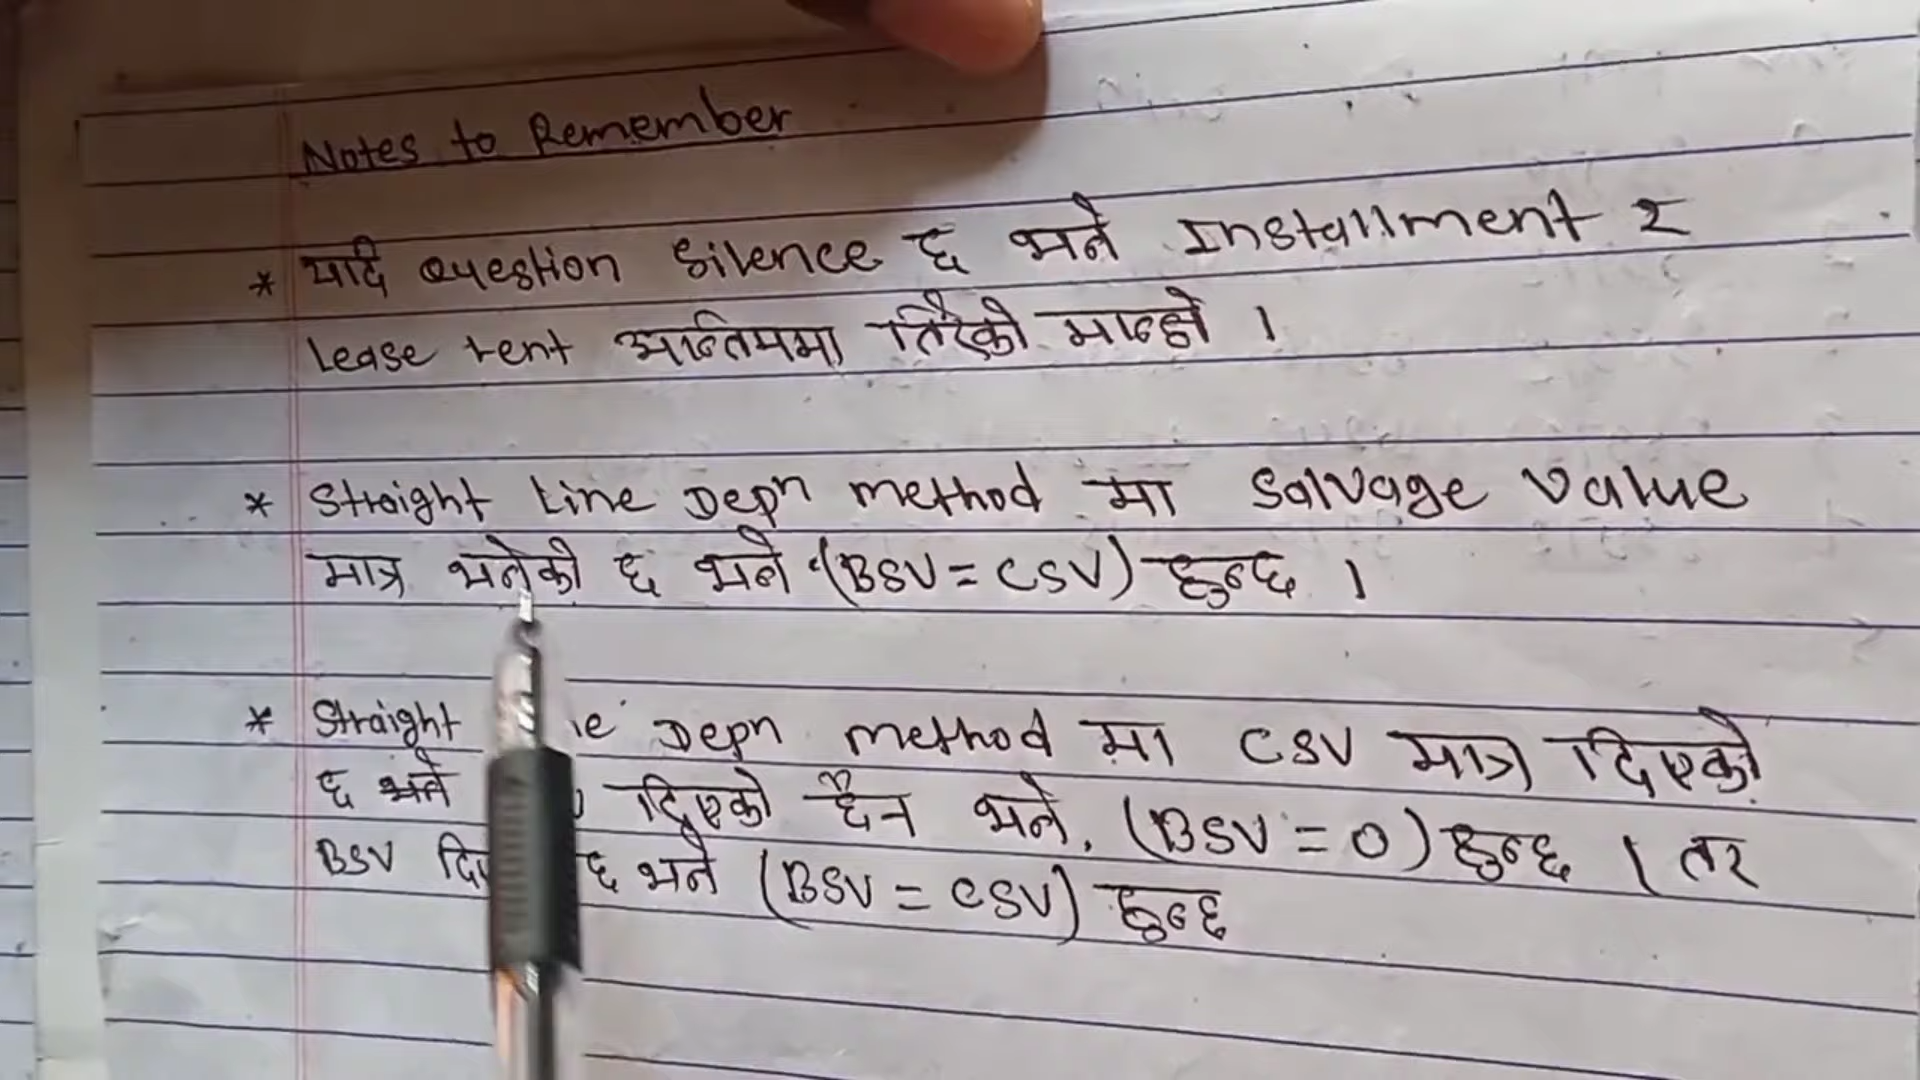 Notes to Remember
* यदि question silence छ भने Installment र
Lease rent अन्तिममा तिरेको मान्ने ।
* Straight Line Depn method मा Salvage Value
मात्र भनेको छ भने (BSV = CSV) हुन्छ ।
* Straight Depn method मा CSV मात्र दिएको
छ भने दिएको छैन भने, (BSV = 0) हुन्छ । तर
BSV छ भने (BSV = CSV) हुन्छ